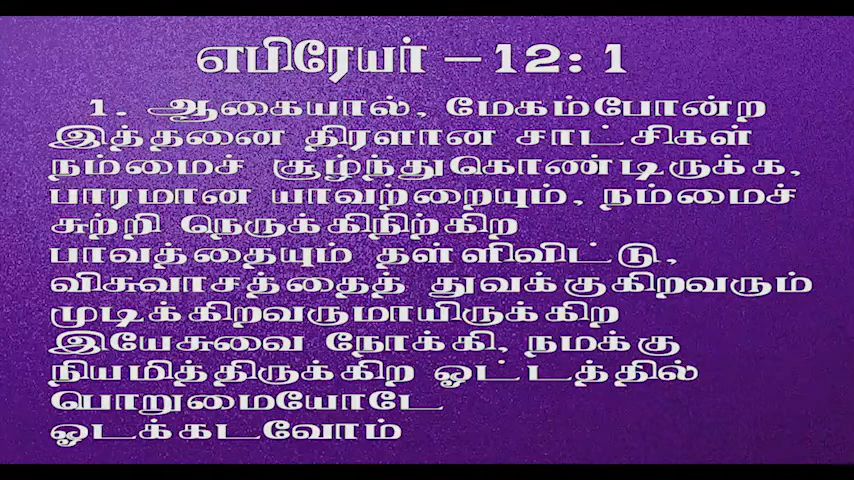 எபிரேயர் – 12: 1
1. ஆகையால், மேகம்போன்ற
இத்தனை திரளான சாட்சிகள்
நம்மைச் சூழ்ந்துகொண்டிருக்க,
பாரமான யாவற்றையும், நம்மைச்
சுற்றி நெருக்கிநிற்கிற
பாவத்தையும் தள்ளிவிட்டு,
விசுவாசத்தைத் துவக்குகிறவரும்
முடிக்கிறவருமாயிருக்கிற
இயேசுவை நோக்கி, நமக்கு
நியமித்திருக்கிற ஓட்டத்தில்
பொறுமையோடே
ஓடக்கடவோம்